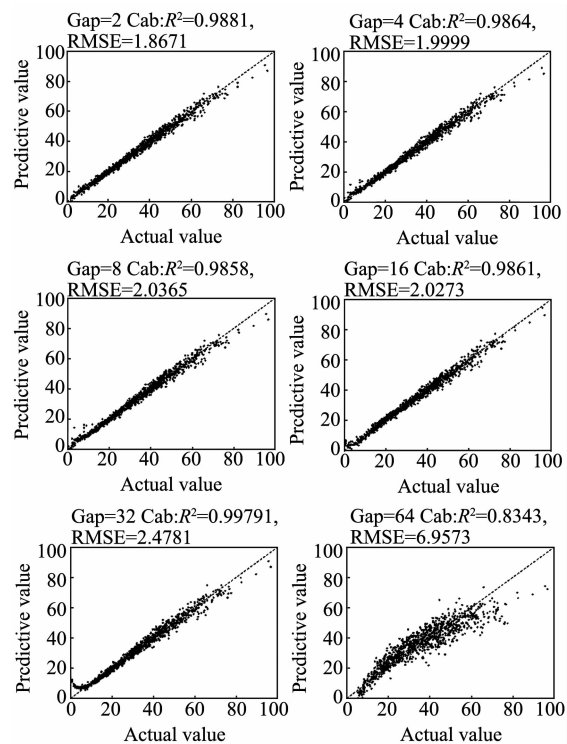 Gap=2 Cab:R²=0.9881,
RMSE=1.8671
100
80
60
40
20
0
Prcdictive value
0 20 40 60 80 100
Actual value
Gap=4 Cab:R²=0.9864,
RMSE=1.9999
100
80
60
40
20
0
Prcdictive value
0 20 40 60 80 100
Actual value
Gap=8 Cab:R²=0.9858,
RMSE=2.0365
100
80
60
40
20
0
Prcdictive value
0 20 40 60 80 100
Actual value
Gap=16 Cab:R²=0.9861,
RMSE=2.0273
100
80
60
40
20
0
Prcdictive value
0 20 40 60 80 100
Actual value
Gap=32 Cab:R²=0.99791,
RMSE=2.4781
100
80
60
40
20
0
Prcdictive value
0 20 40 60 80 100
Actual value
Gap=64 Cab:R²=0.8343,
RMSE=6.9573
100
80
60
40
20
0
Prcdictive value
0 20 40 60 80 100
Actual value